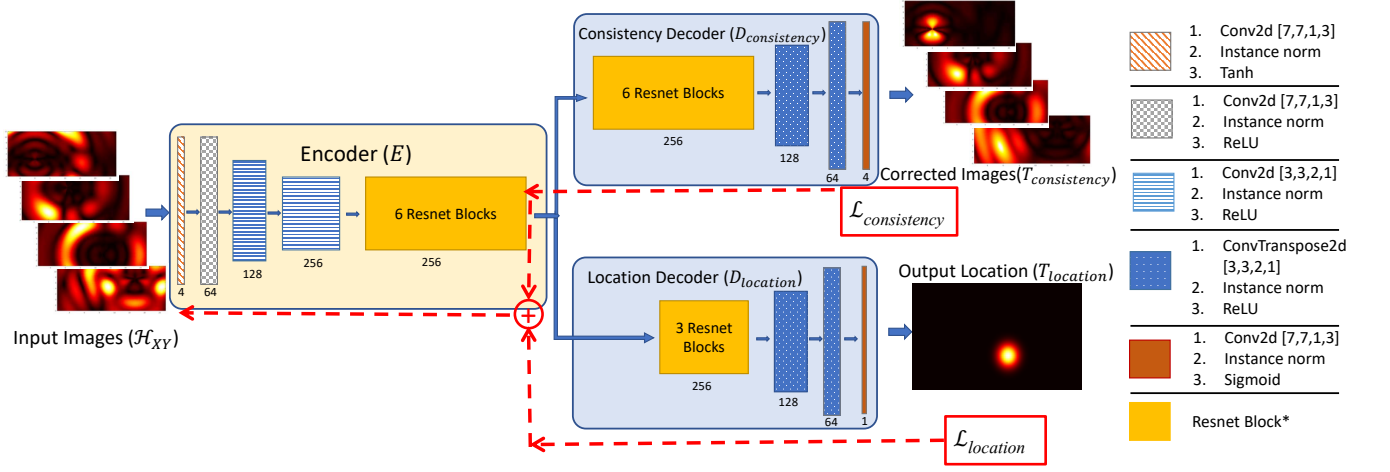 Input Images (ℋ_XY)
Encoder (E)
4
64
128
256
6 Resnet Blocks
256
Consistency Decoder (D_consistency)
6 Resnet Blocks
256
128
64
4
Corrected Images(T_consistency)
ℒ_consistency
+
Location Decoder (D_location)
3 Resnet
Blocks
256
128
64
1
Output Location (T_location)
ℒ_location
1. Conv2d [7,7,1,3]
2. Instance norm
3. Tanh
1. Conv2d [7,7,1,3]
2. Instance norm
3. ReLU
1. Conv2d [3,3,2,1]
2. Instance norm
3. ReLU
1. ConvTranspose2d
[3,3,2,1]
2. Instance norm
3. ReLU
1. Conv2d [7,7,1,3]
2. Instance norm
3. Sigmoid
Resnet Block*